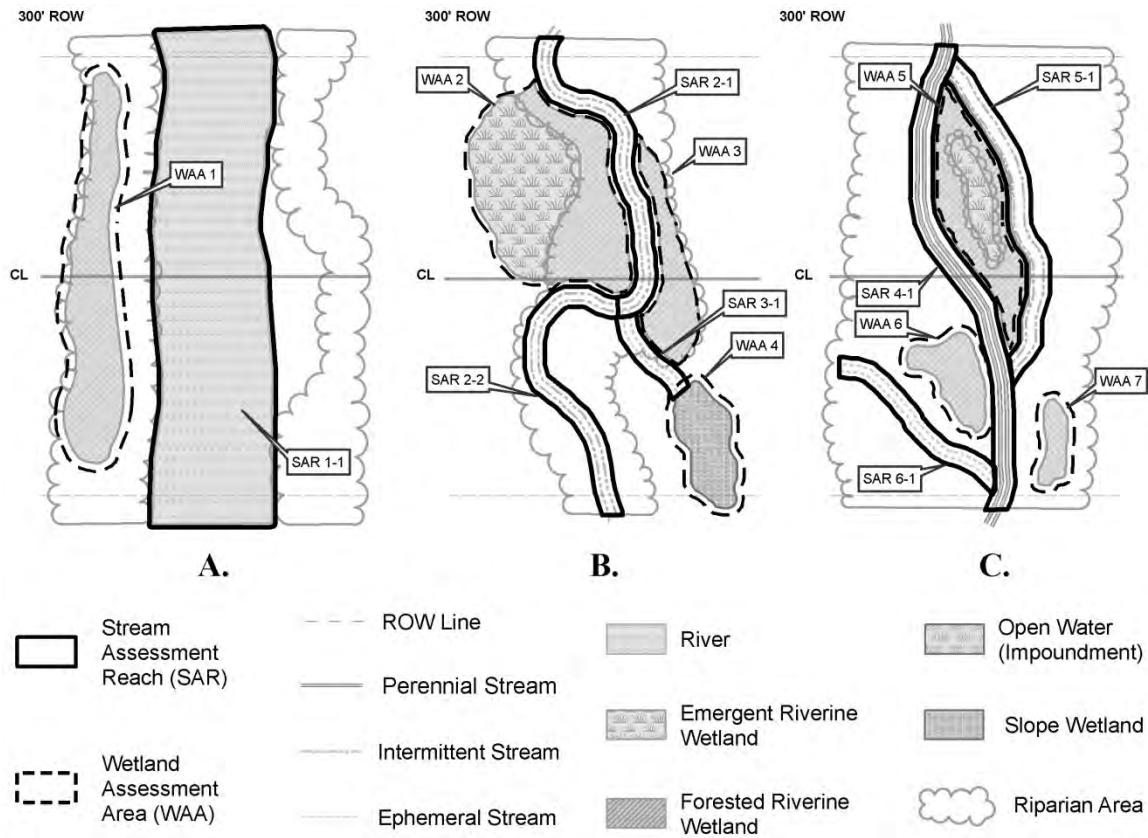 300' ROW
300' ROW
300' ROW
WAA 1
CL
SAR 1-1
WAA 2
SAR 2-1
WAA 3
CL
SAR 3-1
WAA 4
SAR 2-2
WAA 5
SAR 5-1
CL
SAR 4-1
WAA 6
WAA 7
SAR 6-1
A.
B.
C.
Stream
Assessment
Reach (SAR)
Wetland
Assessment
Area (WAA)
ROW Line
Perennial Stream
Intermittent Stream
Ephemeral Stream
River
Emergent Riverine
Wetland
Forested Riverine
Wetland
Open Water
(Impoundment)
Slope Wetland
Riparian Area